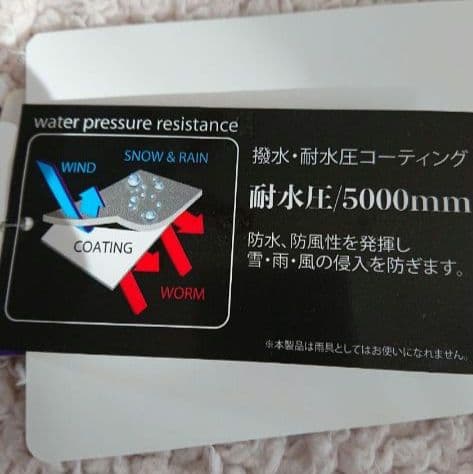 water pressure resistance
WIND
SNOW & RAIN
COATING
WORM
撥水・耐水圧コーティング
耐水圧/5000mm
防水、防風性を発揮し
雪・雨・風の侵入を防ぎます。
※本製品は雨具としてはお使いになれません。